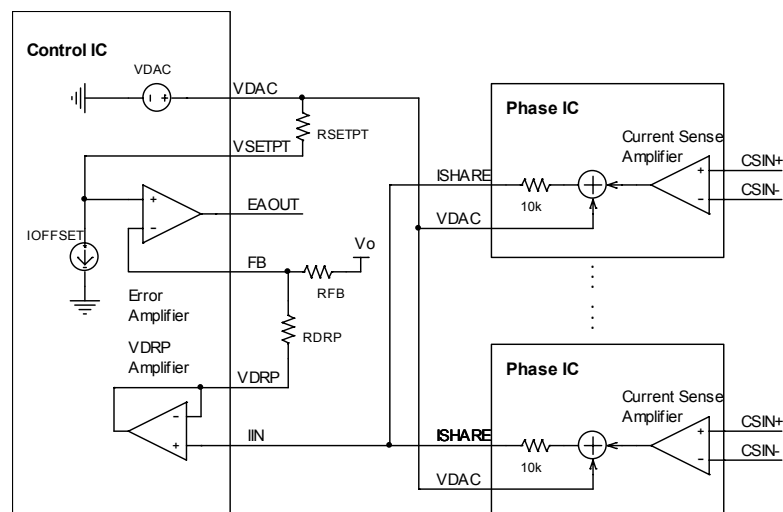 Control IC
VDAC
VDAC
RSETPT
VSETPT
EAOUT
IOFFSET
Vo
FB
RFB
Error
Amplifier
RDRP
VDRP
Amplifier
VDRP
IIN
Phase IC
Current Sense
Amplifier
CSIN+
ISHARE
CSIN-
10k
VDAC
Phase IC
Current Sense
Amplifier
CSIN+
ISHARE
CSIN-
10k
VDAC